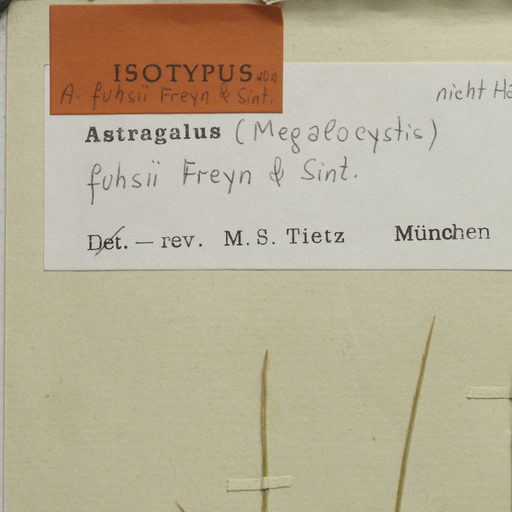 ISOTYPUS von
A. fuhsii Freyn & Sint.
nicht
Astragalus (Megalocystis)
fuhsii Freyn & Sint.
Det. — rev. M. S. Tietz München